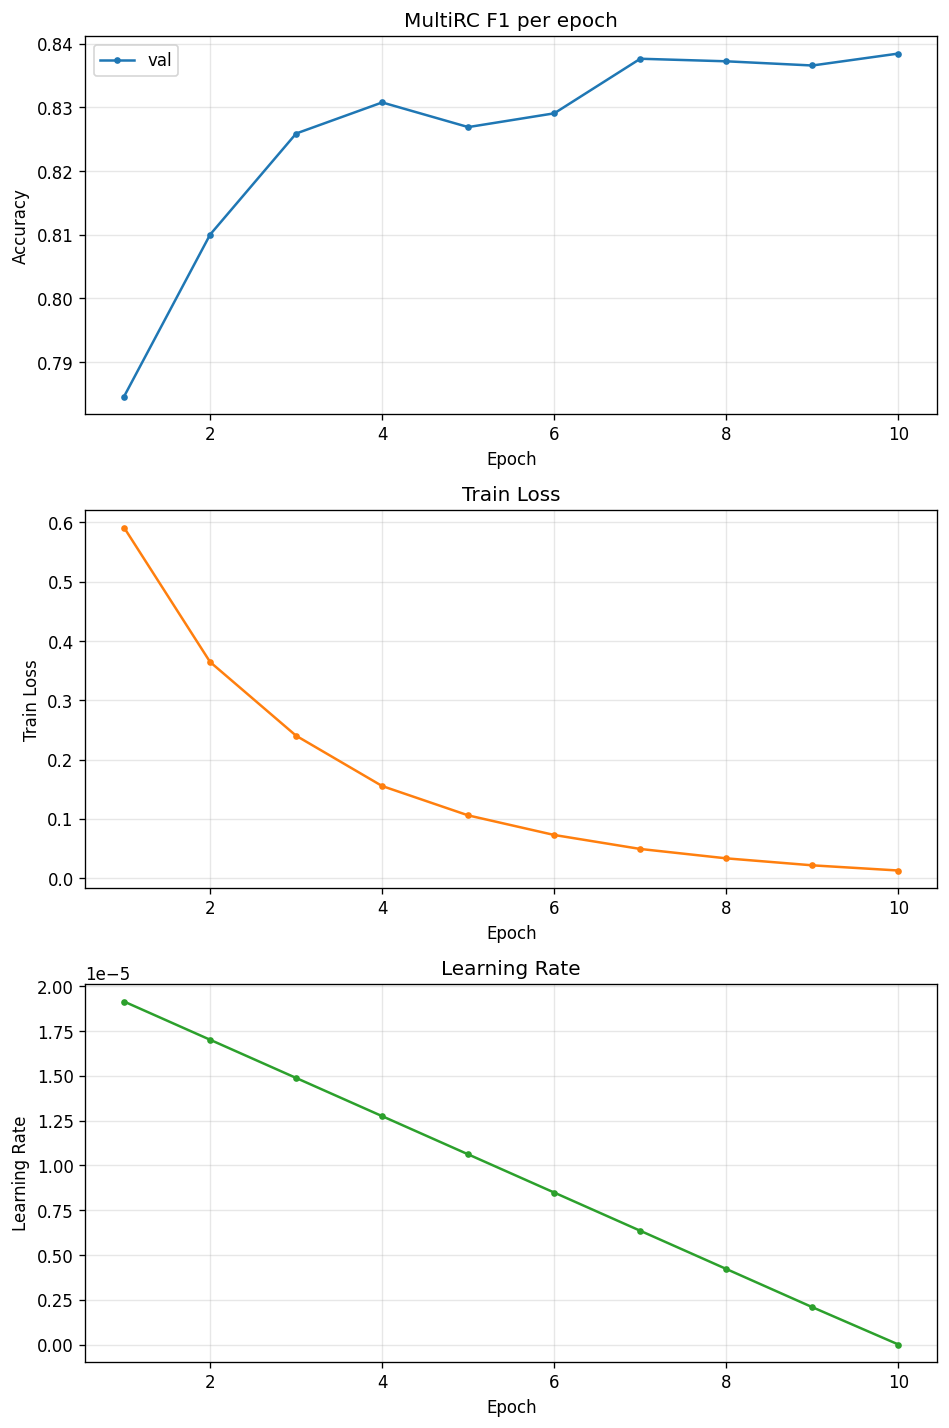 MultiRC F1 per epoch
val
Accuracy
0.84
0.83
0.82
0.81
0.80
0.79
2 4 6 8 10
Epoch
Train Loss
Train Loss
0.6
0.5
0.4
0.3
0.2
0.1
0.0
2 4 6 8 10
Epoch
Learning Rate
1e−5
Learning Rate
2.00
1.75
1.50
1.25
1.00
0.75
0.50
0.25
0.00
2 4 6 8 10
Epoch